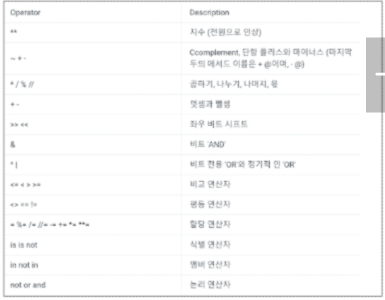 Operator Description
** 지수 (전원으로 인상)
~ + - Ccomplement, 단항 플러스와 마이너스 (마지막
두의 메서드 이름은 + @이며, - @)
* / % // 곱하기, 나누기, 나머지, 몫
+ - 덧셈과 뺄셈
>> << 좌우 비트 시프트
& 비트 'AND'
^ | 비트 전용 'OR'와 정기적 인 'OR'
<= < > >= 비교 연산자
<> == != 평등 연산자
= %= /= //= -= += *= **= 할당 연산자
is is not 식별 연산자
in not in 멤버 연산자
not or and 논리 연산자